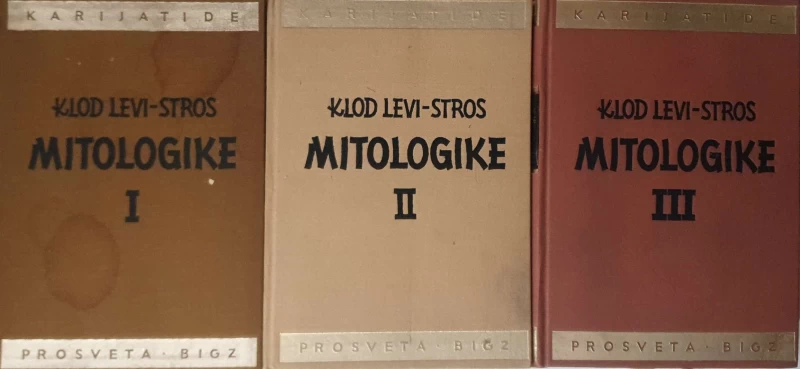 KARIJATIDE
KLOD LEVI-STROS
MITOLOGIKE
I
PROSVETA · BIGZ
KARIJATIDE
KLOD LEVI-STROS
MITOLOGIKE
II
PROSVETA · BIGZ
KARIJATIDE
KLOD LEVI-STROS
MITOLOGIKE
III
PROSVETA · BIGZ